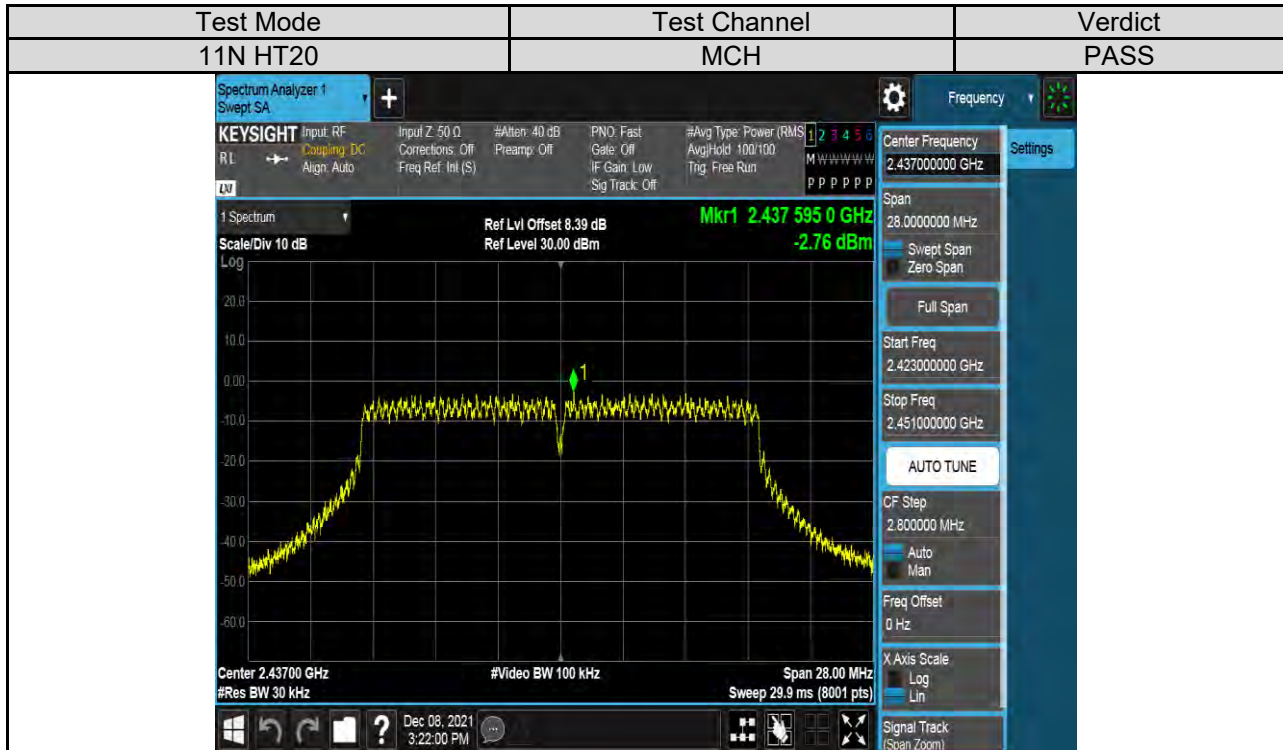 Test Mode Test Channel Verdict
11N HT20 MCH PASS
Spectrum Analyzer 1
Swept SA
+
Frequency
KEYSIGHT
RL
LXI
Input: RF
Coupling: DC
Align: Auto
Input Z: 50 Ω
Corrections: Off
Freq Ref: Int (S)
#Atten: 40 dB
Preamp: Off
PNO: Fast
Gate: Off
IF Gain: Low
Sig Track: Off
#Avg Type: Power (RMS
Avg|Hold: 100/100
Trig: Free Run
1 2 3 4 5 6
M W W W W W
P P P P P P
1 Spectrum
Scale/Div 10 dB
Log
Ref Lvl Offset 8.39 dB
Ref Level 30.00 dBm
Mkr1 2.437 595 0 GHz
-2.76 dBm
20.0
10.0
0.00
-10.0
-20.0
-30.0
-40.0
-50.0
-60.0
1
Center 2.43700 GHz
#Res BW 30 kHz
#Video BW 100 kHz
Span 28.00 MHz
Sweep 29.9 ms (8001 pts)
Center Frequency
2.437000000 GHz
Settings
Span
28.0000000 MHz
Swept Span
Zero Span
Full Span
Start Freq
2.423000000 GHz
Stop Freq
2.451000000 GHz
AUTO TUNE
CF Step
2.800000 MHz
Auto
Man
Freq Offset
0 Hz
X Axis Scale
Log
Lin
Signal Track
(Span Zoom)
?
Dec 08, 2021
3:22:00 PM